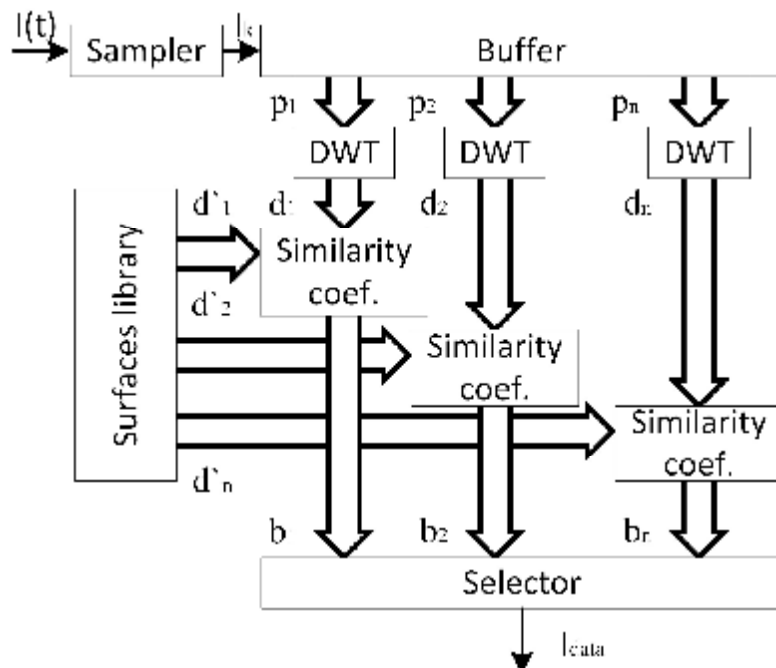 I(t)
Sampler
Buffer
p1
p2
pn
DWT
DWT
DWT
d`1
d1
d2
dn
Surfaces library
Similarity
coef.
d`2
Similarity
coef.
Similarity
coef.
d`n
b
b2
bn
Selector
Idata